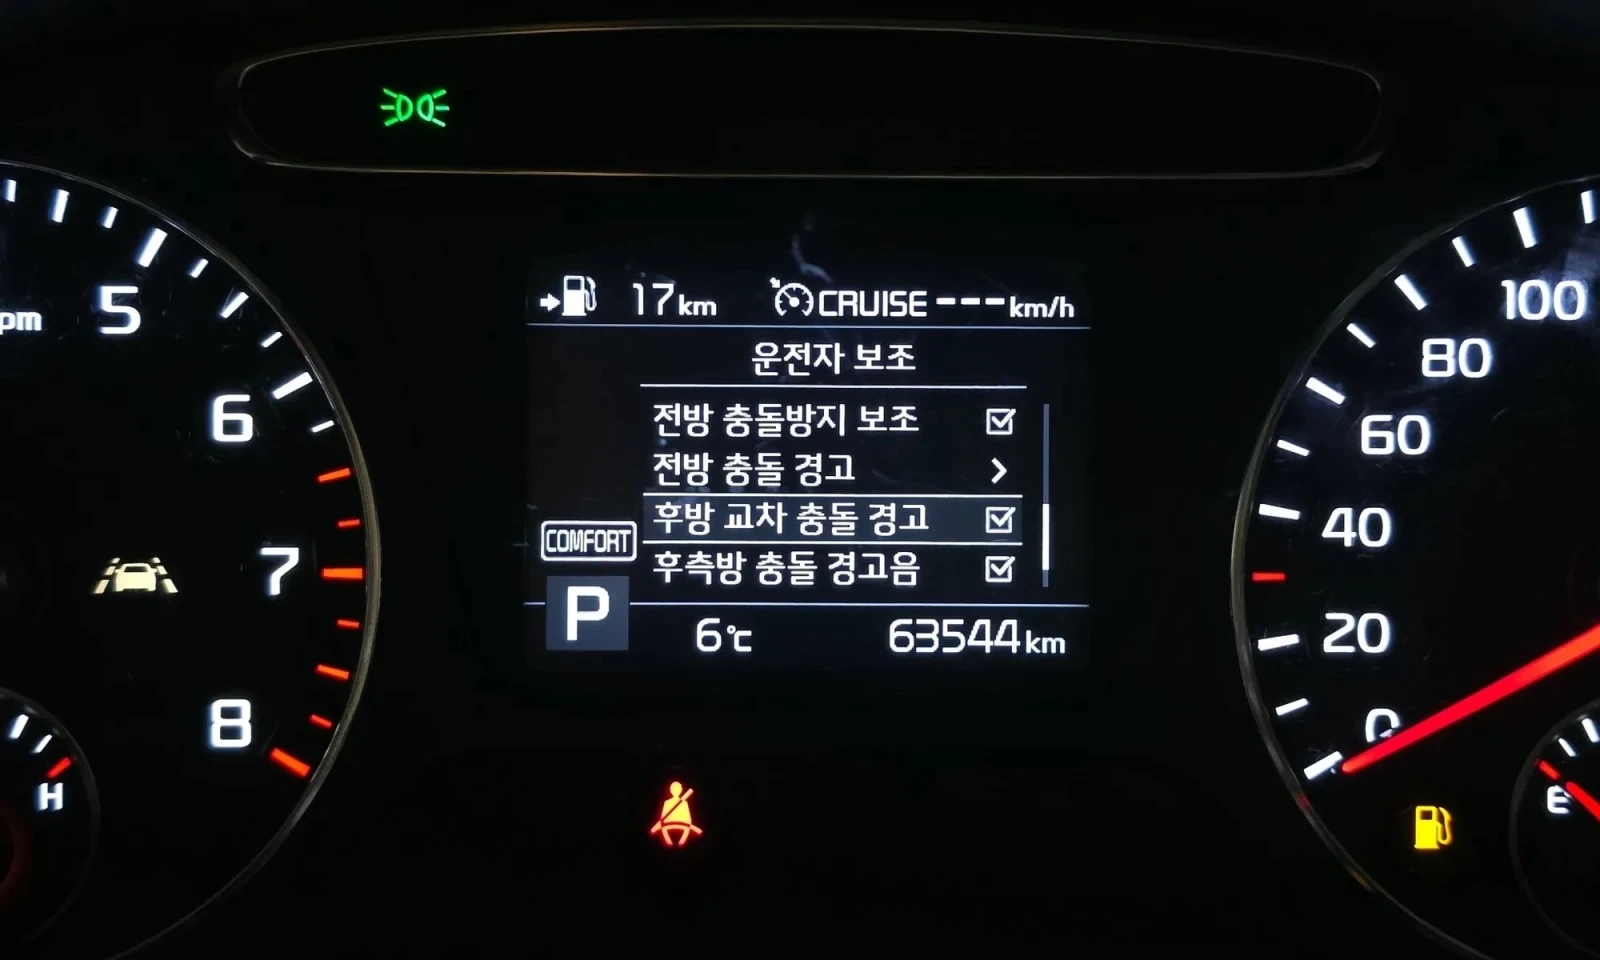 17km CRUISE ---km/h
운전자 보조
전방 충돌방지 보조
전방 충돌 경고
후방 교차 충돌 경고
후측방 충돌 경고음
COMFORT
P 6℃ 63544km
pm 5
6
7
8
H
100
80
60
40
20
0
E